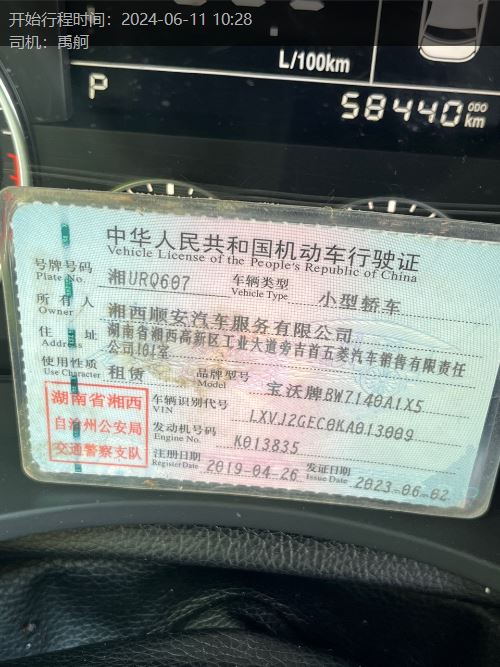 开始行程时间：2024-06-11 10:28
司机：禹舸
L/100km
P
58440 ODO km
中华人民共和国机动车行驶证
Vehicle License of the People's Republic of China
号牌号码 湘URQ607 车辆类型 小型轿车
Plate No. Vehicle Type
所有人 湘西顺安汽车服务有限公司
Owner
住址 湖南省湘西高新区工业大道旁吉首五菱汽车销售有限责任
Address 公司101室
使用性质 租赁 品牌型号 宝沃牌BW7140A1X5
Use Character Model
湖南省湘西
自治州公安局
交通警察支队
车辆识别代号 LXVJ2GEC0KA013009
VIN
发动机号码 K013835
Engine No.
注册日期 2019-04-26 发证日期 2023-06-02
Register Date Issue Date